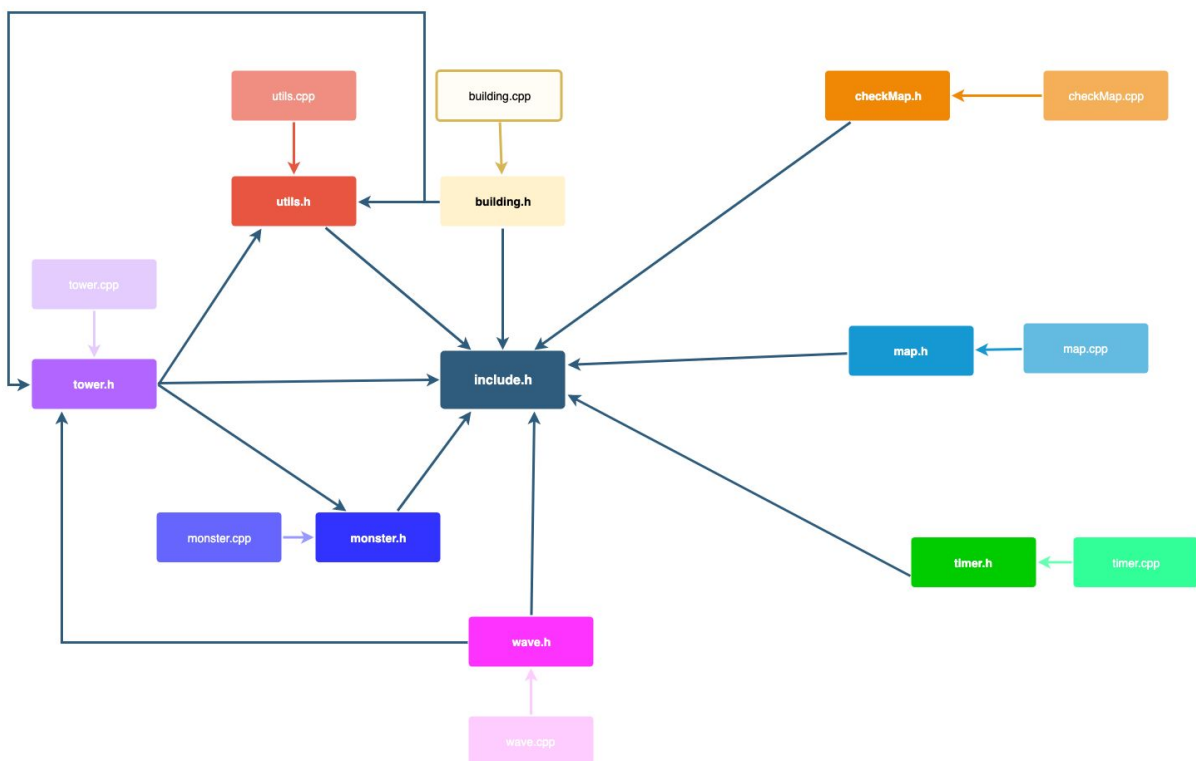 utils.cpp
building.cpp
checkMap.h
checkMap.cpp
utils.h
building.h
tower.cpp
map.h
map.cpp
tower.h
include.h
monster.cpp
monster.h
timer.h
timer.cpp
wave.h
wave.cpp